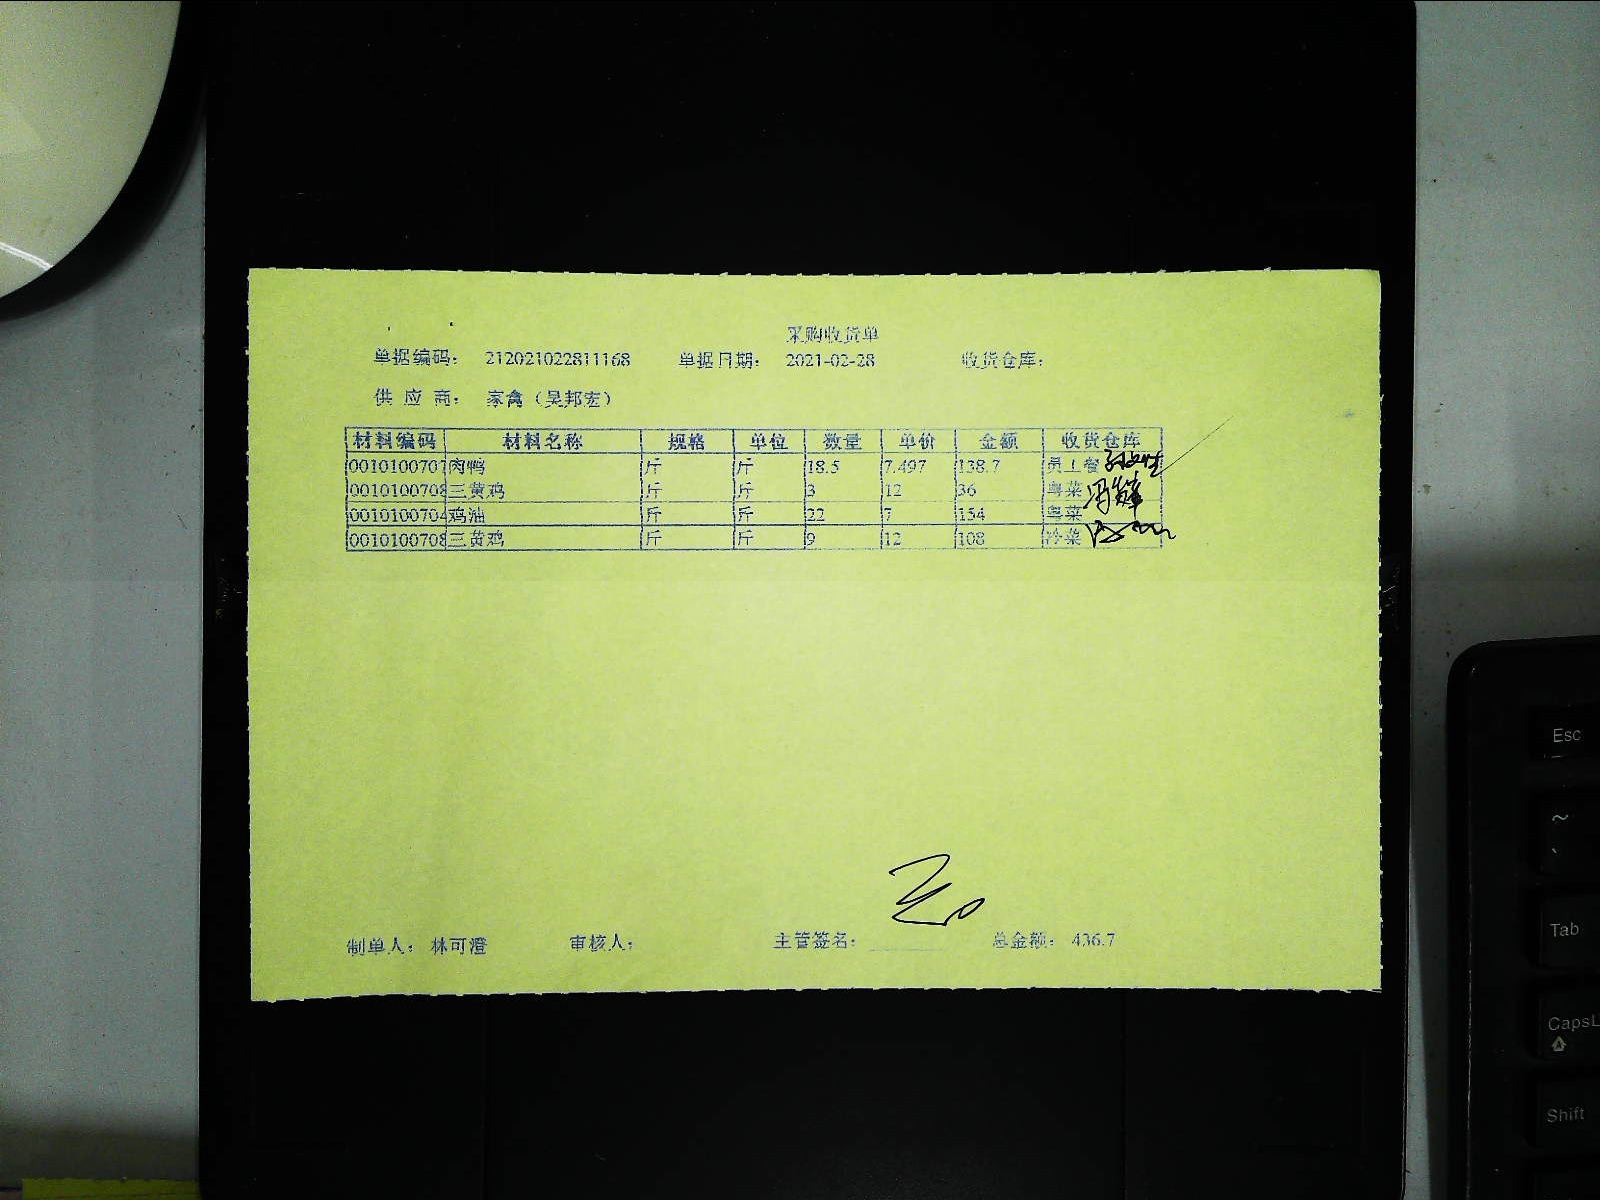 采购收货单
单据编码： 212021022811168 单据日期： 2021-02-28 收货仓库：
供 应 商： 家禽（吴邦宏）
材料编码 材料名称 规格 单位 数量 单价 金额 收货仓库
0010100707 肉鸭 斤 斤 18.5 7.497 138.7 员工餐
0010100708 三黄鸡 斤 斤 3 12 36 粤菜
0010100704 鸡油 斤 斤 22 7 154 粤菜
0010100708 三黄鸡 斤 斤 9 12 108 冷菜
制单人： 林可澄 审核人： 主管签名： 总金额： 436.7
Esc
~
`
Tab
CapsL
Shift